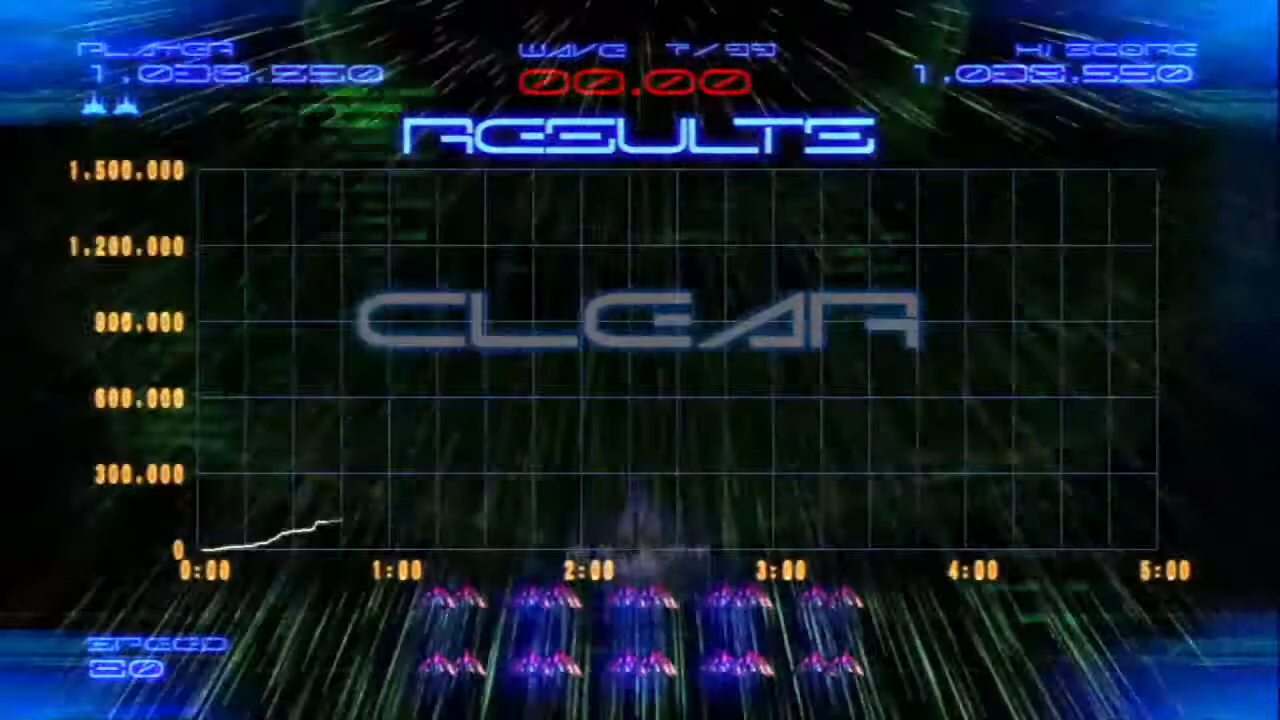 PLAYER
1.038.550
WAVE 7/99
00.00
HI SCORE
1.038.550
RESULTS
1.500.000
1.200.000
900.000
CLEAR
600.000
300.000
0
0:00 1:00 2:00 3:00 4:00 5:00
SPEED